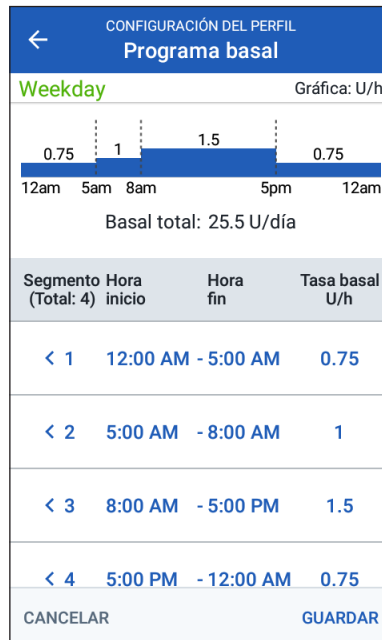 CONFIGURACIÓN DEL PERFIL
Programa basal
Weekday Gráfica: U/h
0.75 1 1.5 0.75
12am 5am 8am 5pm 12am
Basal total: 25.5 U/día
Segmento Hora Hora Tasa basal
(Total: 4) inicio fin U/h
< 1 12:00 AM - 5:00 AM 0.75
< 2 5:00 AM - 8:00 AM 1
< 3 8:00 AM - 5:00 PM 1.5
< 4 5:00 PM - 12:00 AM 0.75
CANCELAR GUARDAR